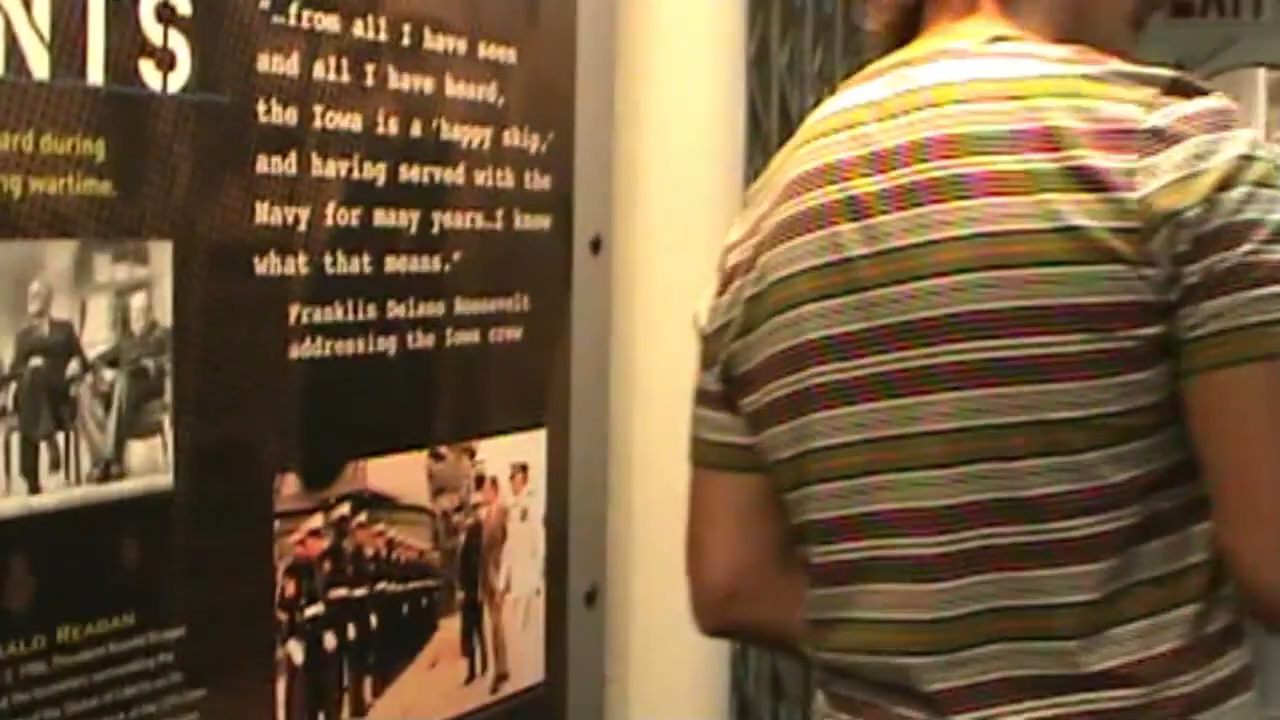 NTS
ard during
ng wartime.
"…from all I have seen
and all I have heard,
the Iowa is a 'happy ship,'
and having served with the
Navy for many years…I know
what that means."
Franklin Delano Roosevelt
addressing the Iowa crew
ALD REAGAN
EXIT